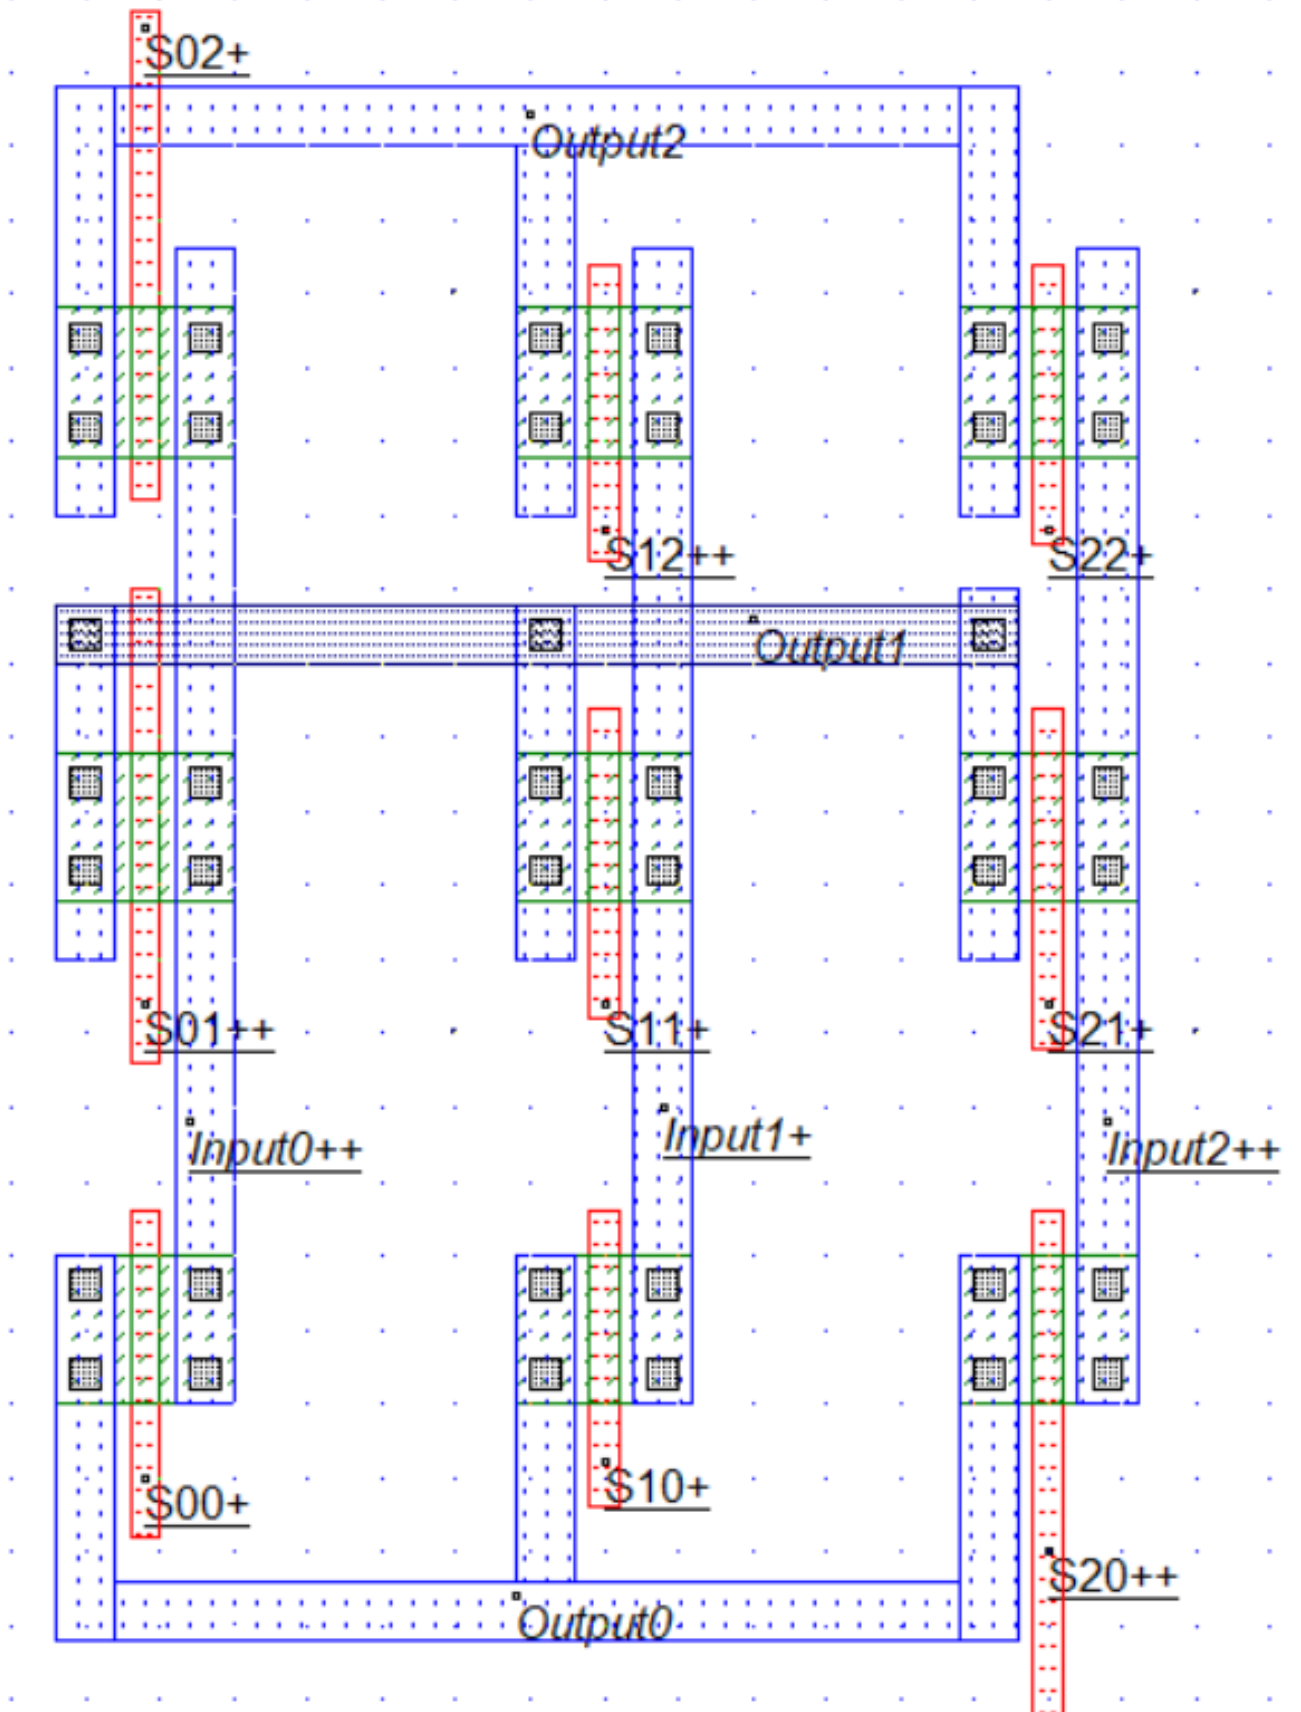 S02+
Output2
S12++
S22+
Output1
S01++
S11+
S21+
Input0++
Input1+
Input2++
S00+
S10+
S20++
Output0